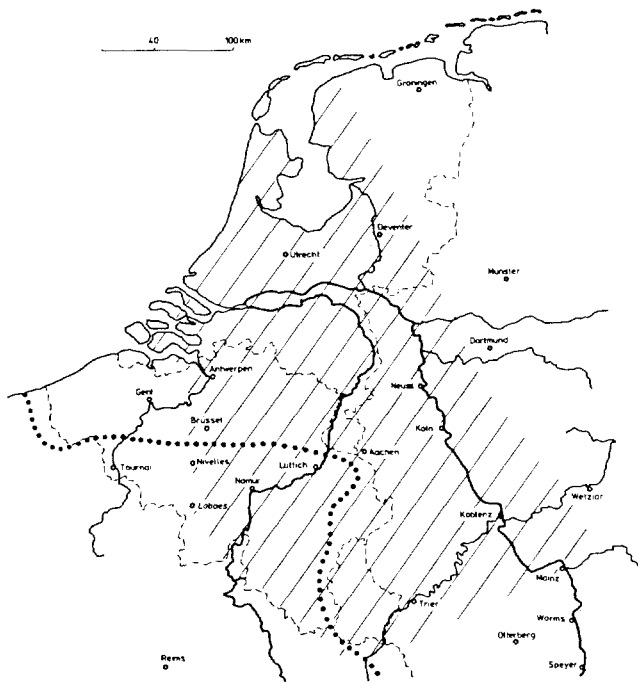 40 100 km
Groningen
Deventer
Utrecht
Münster
Dortmund
Antwerpen
Neuss
Gent
Brüssel
Köln
Aachen
Tournai
Nivelles
Lüttich
Namur
Wetzlar
Lobbes
Koblenz
Mainz
Trier
Worms
Otterberg
Reims
Speyer